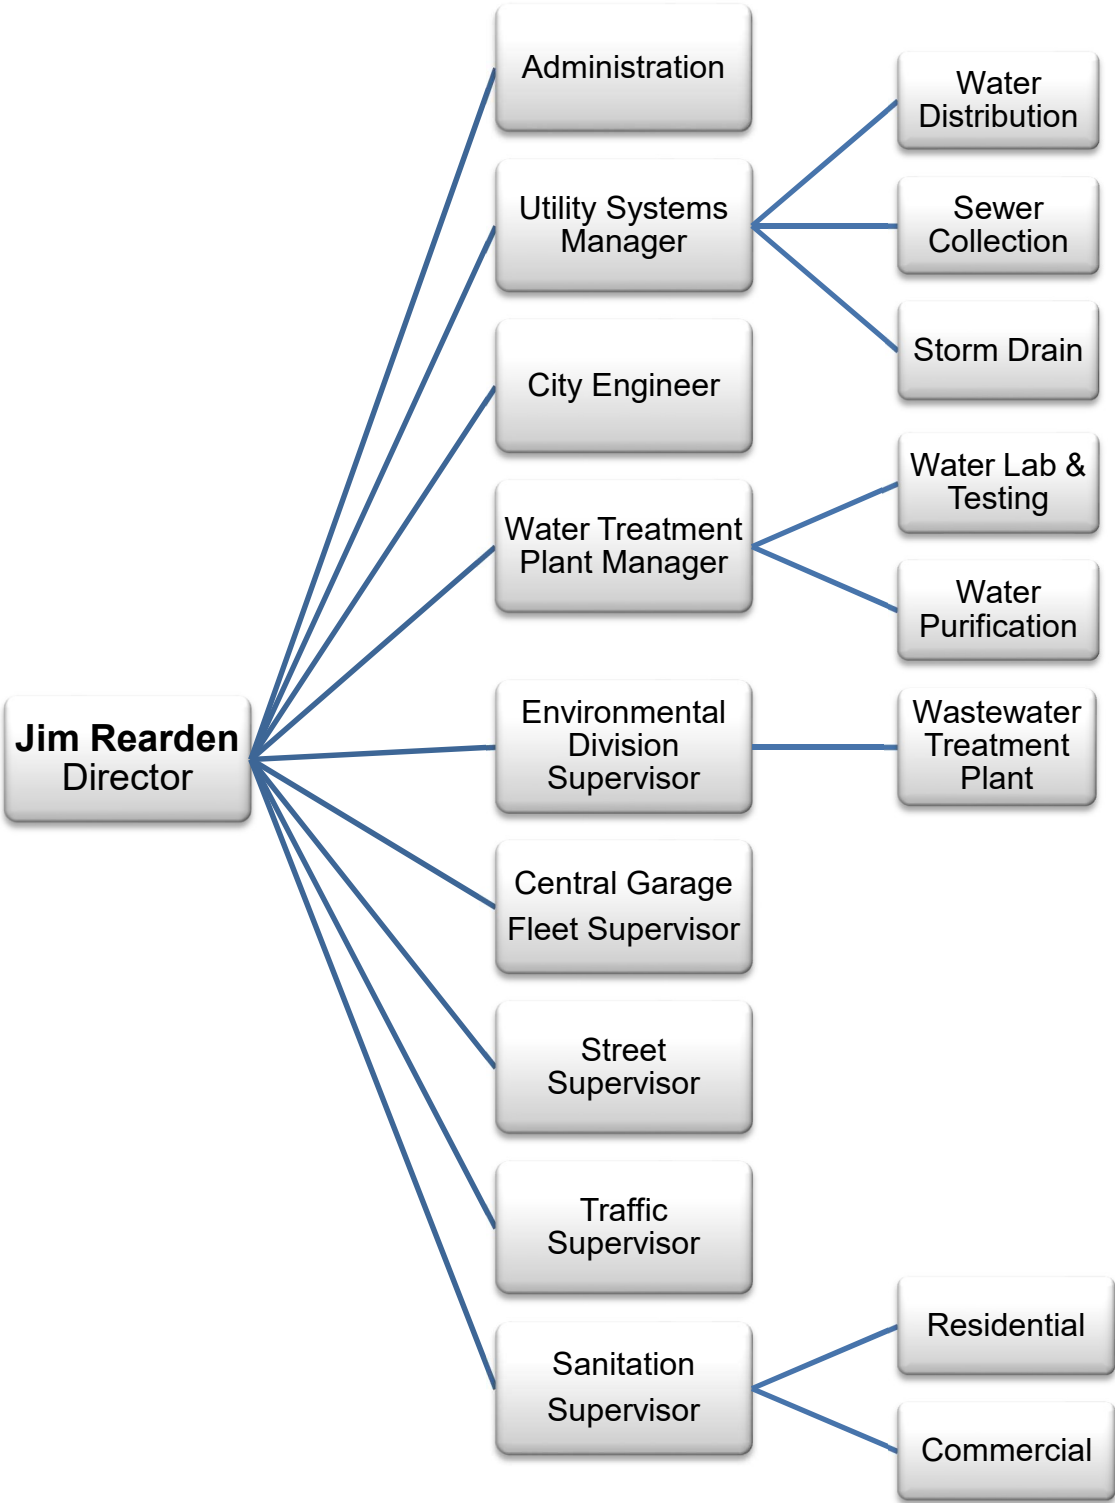 Administration
Water
Distribution
Utility Systems
Manager
Sewer
Collection
Storm Drain
City Engineer
Water Lab &
Testing
Water Treatment
Plant Manager
Water
Purification
Jim Rearden
Director
Environmental
Division
Supervisor
Wastewater
Treatment
Plant
Central Garage
Fleet Supervisor
Street
Supervisor
Traffic
Supervisor
Sanitation
Supervisor
Residential
Commercial